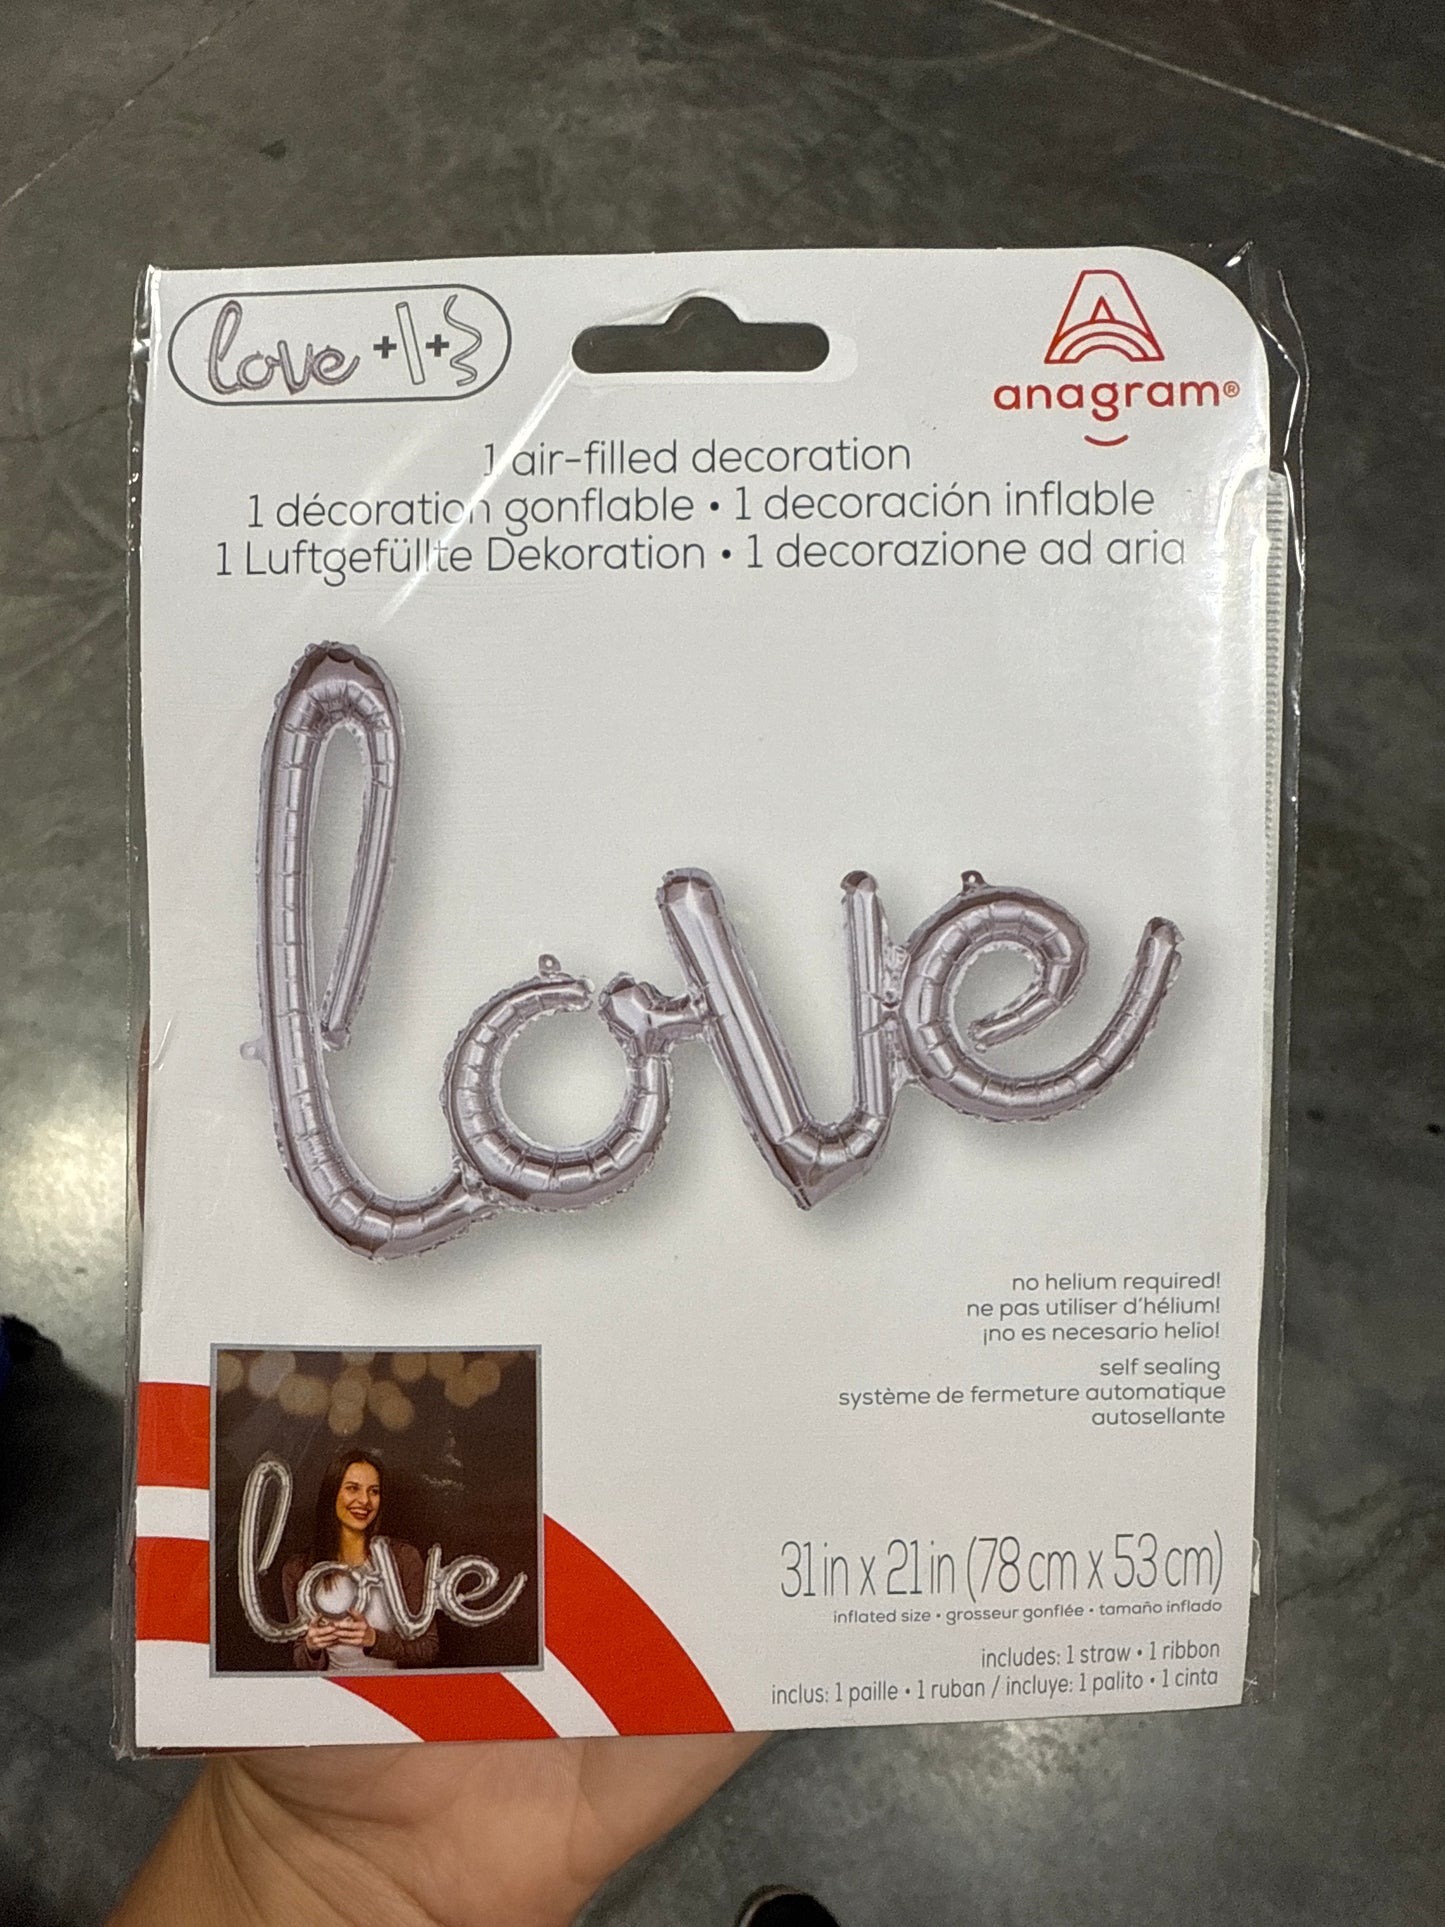 love + +
anagram®
1 air-filled decoration
1 décoration gonflable • 1 decoración inflable
1 Luftgefüllte Dekoration • 1 decorazione ad aria
love
no helium required!
ne pas utiliser d'hélium!
¡no es necesario helio!
self sealing
système de fermeture automatique
autosellante
love
31 in x 21 in (78 cm x 53 cm)
inflated size • grosseur gonflée • tamaño inflado
includes: 1 straw • 1 ribbon
inclus: 1 paille • 1 ruban / incluye: 1 palito • 1 cinta